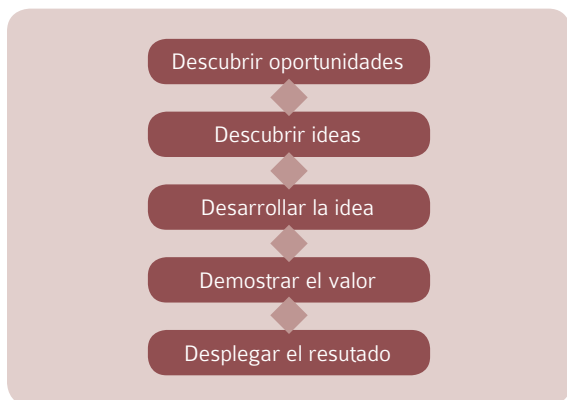 Descubrir oportunidades
Descubrir ideas
Desarrollar la idea
Demostrar el valor
Desplegar el resutado